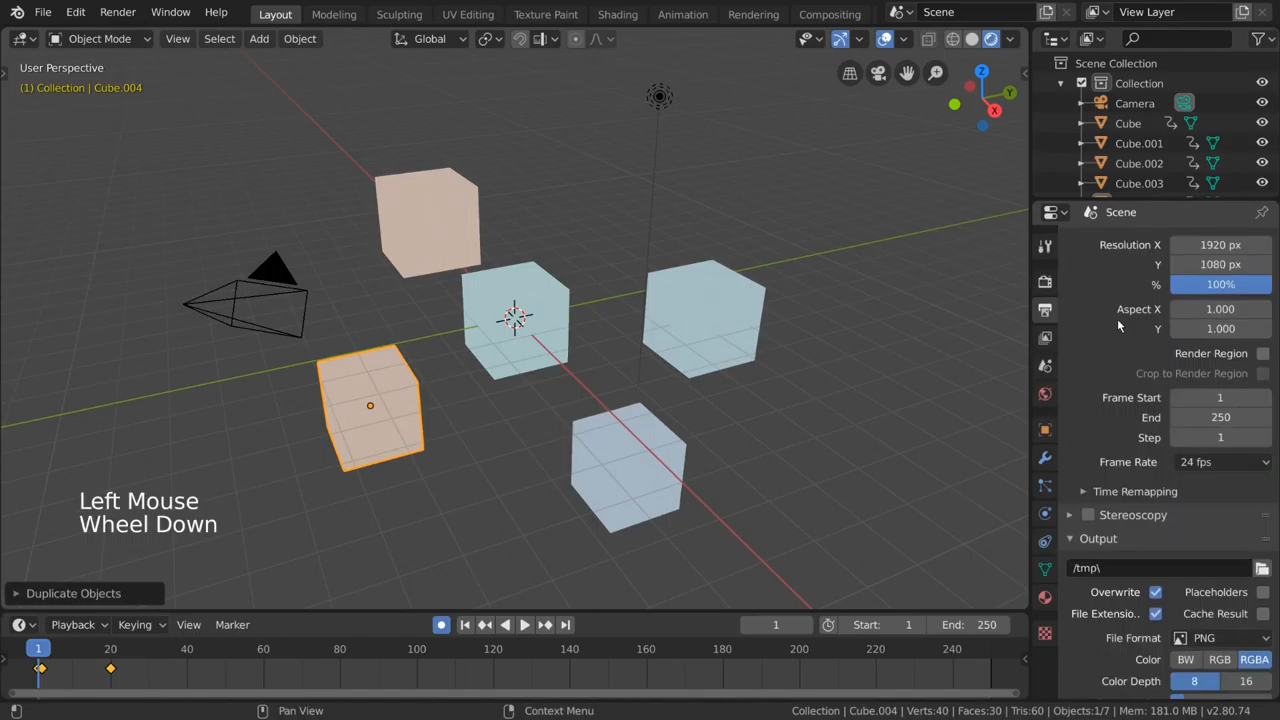 File Edit Render Window Help Layout Modeling Sculpting UV Editing Texture Paint Shading Animation Rendering Compositing Scene View Layer
Object Mode View Select Add Object Global
User Perspective
(1) Collection | Cube.004
Z
Y
X
Scene Collection
Collection
Camera
Cube
Cube.001
Cube.002
Cube.003
Scene
Resolution X 1920 px
Y 1080 px
% 100%
Aspect X 1.000
Y 1.000
Render Region
Crop to Render Region
Frame Start 1
End 250
Step 1
Frame Rate 24 fps
Time Remapping
Stereoscopy
Output
/tmp\
Overwrite Placeholders
File Extensio.. Cache Result
File Format PNG
Color BW RGB RGBA
Color Depth 8 16
Left Mouse
Wheel Down
Duplicate Objects
Playback Keying View Marker 1 Start: 1 End: 250
1 20 40 60 80 100 120 140 160 180 200 220 240
Pan View Context Menu Collection | Cube.004 | Verts:40 | Faces:30 | Tris:60 | Objects:1/7 | Mem: 181.0 MB | v2.80.74